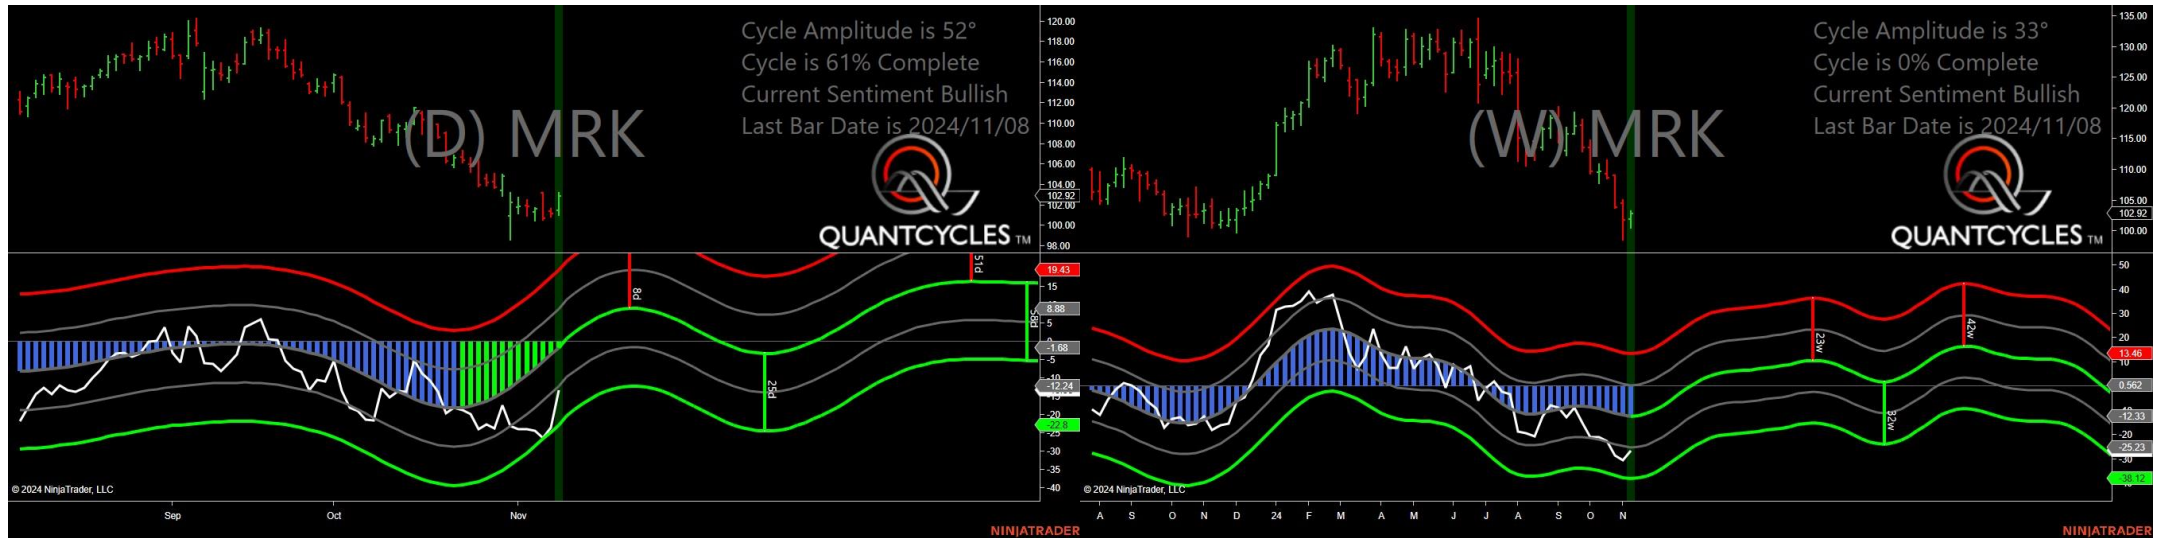 Cycle Amplitude is 52°
Cycle is 61% Complete
Current Sentiment Bullish
Last Bar Date is 2024/11/08
(D) MRK
QUANTCYCLES TM
120.00
118.00
116.00
114.00
112.00
110.00
108.00
106.00
104.00
102.92
102.00
100.00
98.00
51d
8d
25d
58d
19.43
15
8.88
5
-1.68
-5
-10
-12.24
-20
-22.8
-25
-30
-35
-40
© 2024 NinjaTrader, LLC
Sep Oct Nov
NINJATRADER
Cycle Amplitude is 33°
Cycle is 0% Complete
Current Sentiment Bullish
Last Bar Date is 2024/11/08
(W) MRK
QUANTCYCLES TM
135.00
130.00
125.00
120.00
115.00
110.00
105.00
102.92
100.00
23w
42w
32w
50
40
30
20
13.46
10
0.562
-12.33
-20
-25.23
-30
-38.12
© 2024 NinjaTrader, LLC
A S O N D 24 F M A M J J A S O N
NINJATRADER